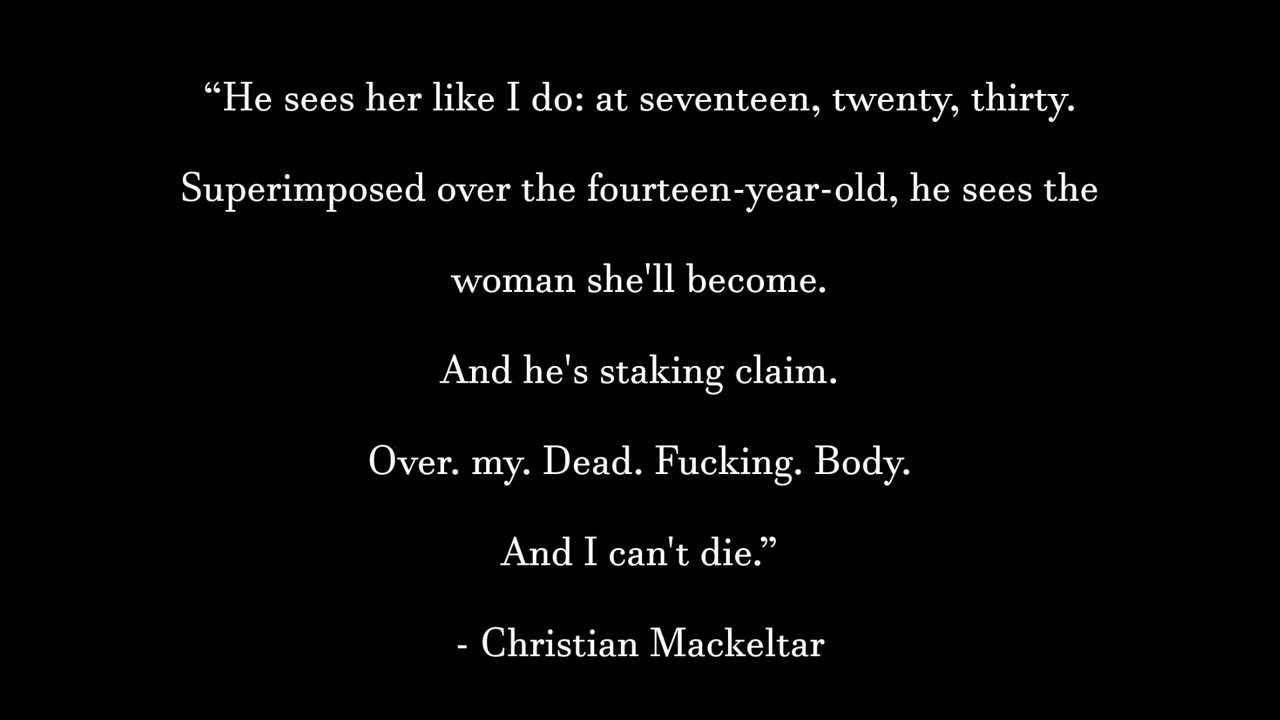 “He sees her like I do: at seventeen, twenty, thirty.
Superimposed over the fourteen-year-old, he sees the
woman she'll become.
And he's staking claim.
Over. my. Dead. Fucking. Body.
And I can't die.”
- Christian Mackeltar